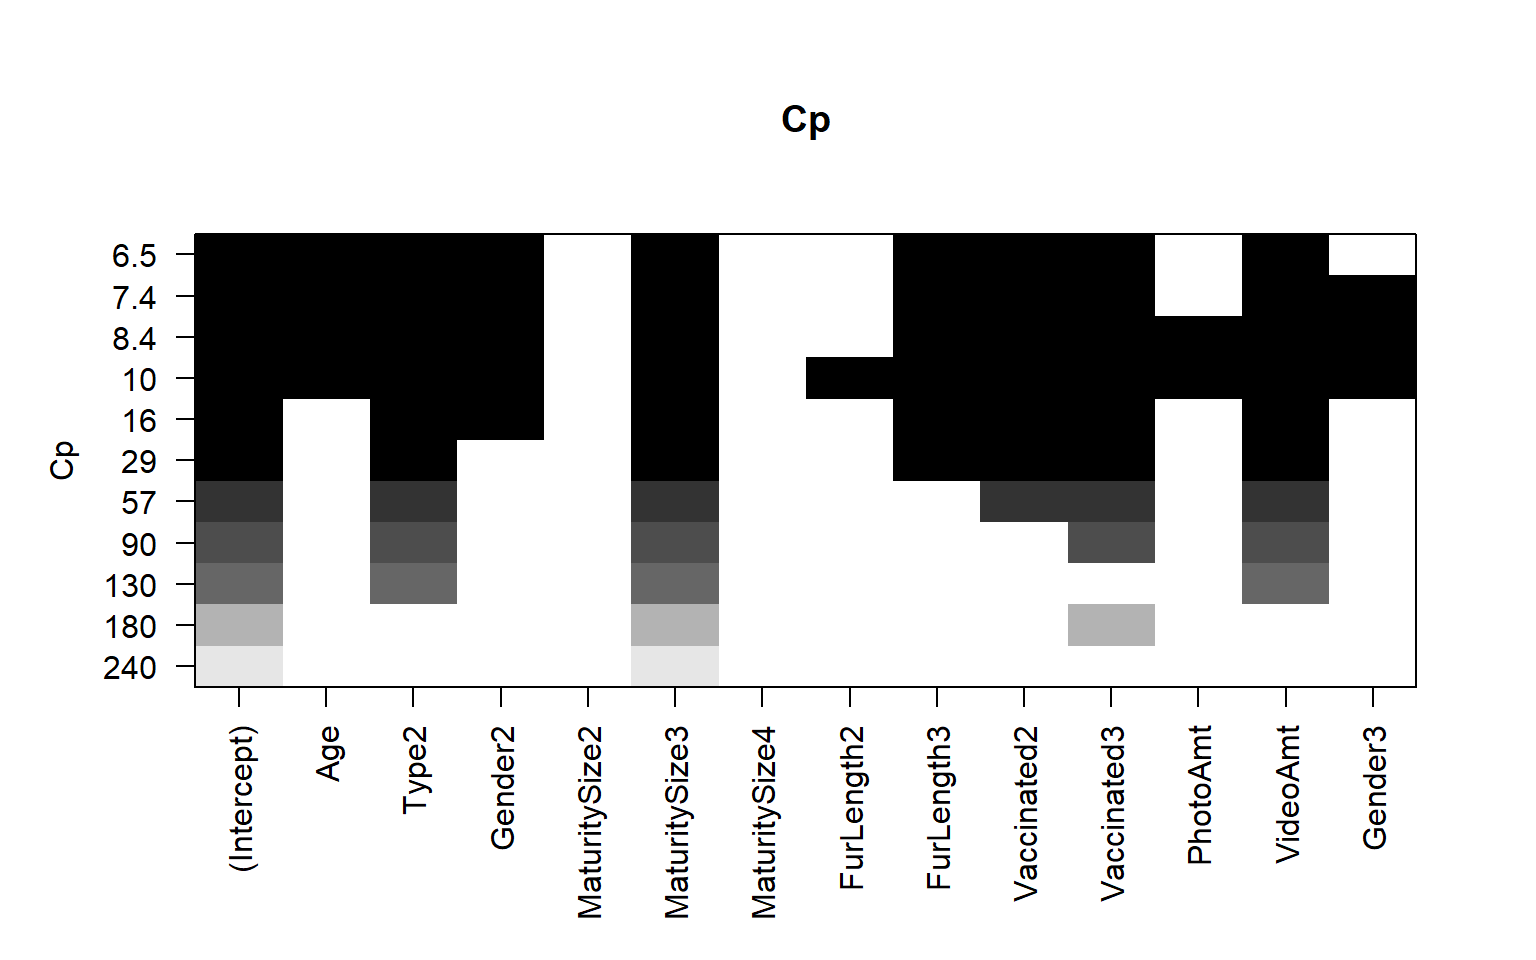 Cp
6.5
7.4
8.4
10
16
29
57
90
130
180
240
Cp
(Intercept)
Age
Type2
Gender2
MaturitySize2
MaturitySize3
MaturitySize4
FurLength2
FurLength3
Vaccinated2
Vaccinated3
PhotoAmt
VideoAmt
Gender3